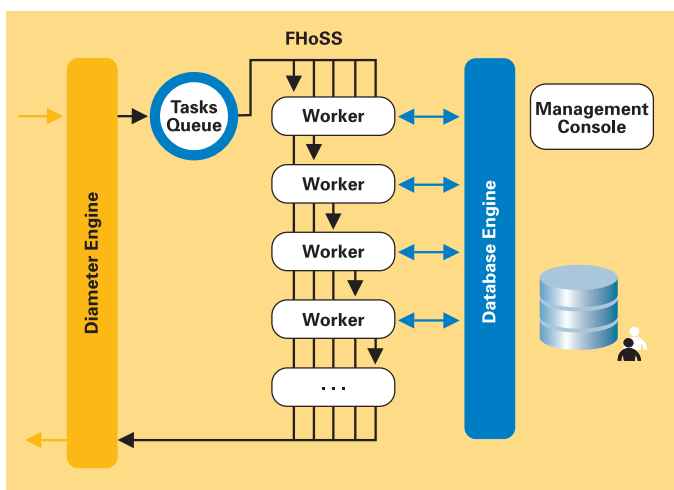 FHoSS
Diameter Engine
Tasks
Queue
Worker
Worker
Worker
Worker
...
Database Engine
Management
Console